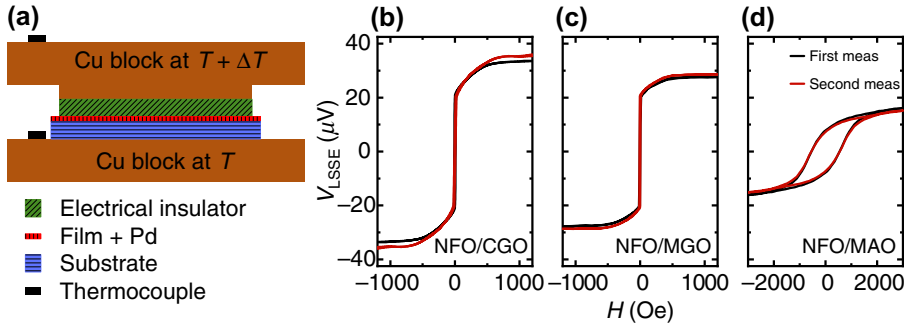 (a)
Cu block at T + ΔT
Cu block at T
Electrical insulator
Film + Pd
Substrate
Thermocouple
(b) (c) (d)
V_LSSE (μV)
40
20
0
−20
−40
NFO/CGO
−1000 0 1000
NFO/MGO
−1000 0 1000
First meas
Second meas
NFO/MAO
−2000 0 2000
H (Oe)